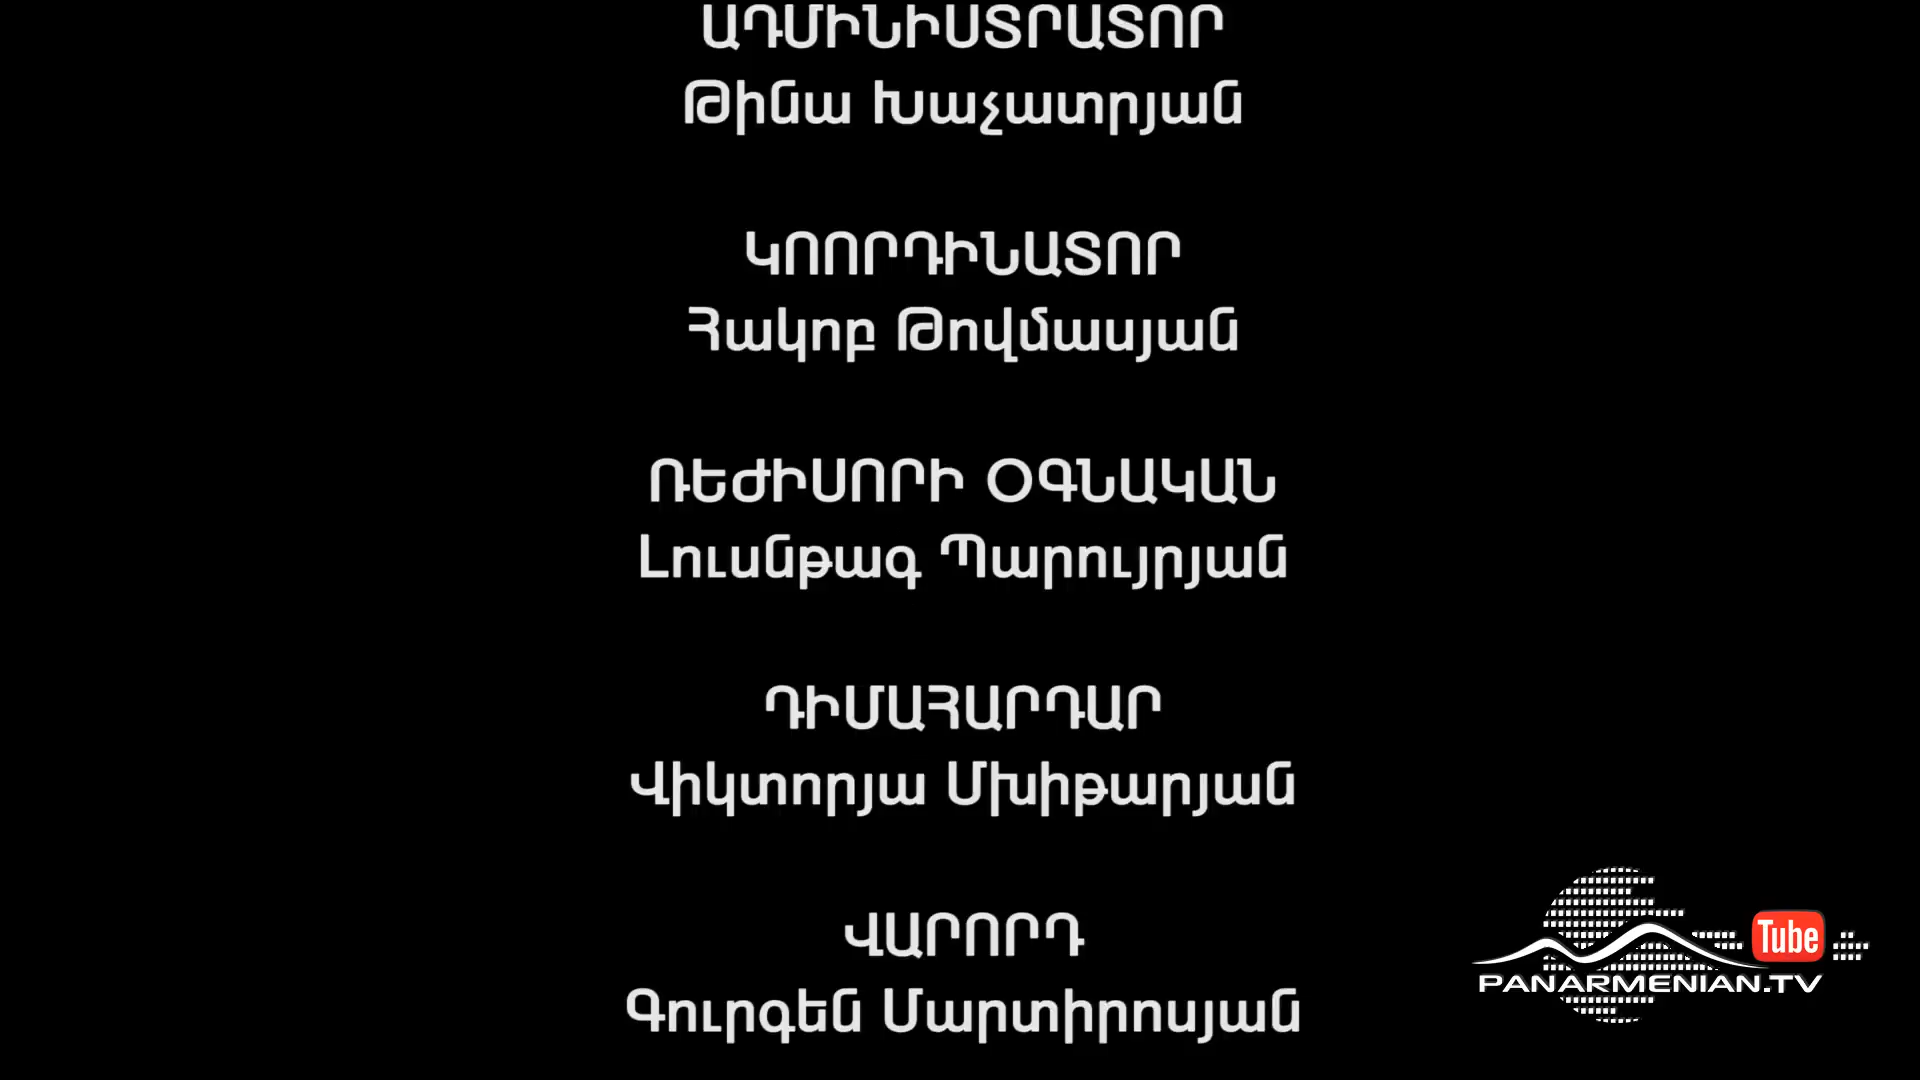 ԱԴՄԻՆԻՍՏՐԱՏՈՐ
Թինա Խաչատրյան
ԿՈՈՐԴԻՆԱՏՈՐ
Հակոբ Թովմասյան
ՌԵԺԻՍՈՐԻ ՕԳՆԱԿԱՆ
Լուսնթագ Պարույրյան
ԴԻՄԱՀԱՐԴԱՐ
Վիկտորյա Մխիթարյան
ՎԱՐՈՐԴ
Գուրգեն Մարտիրոսյան
Tube
PANARMENIAN.TV